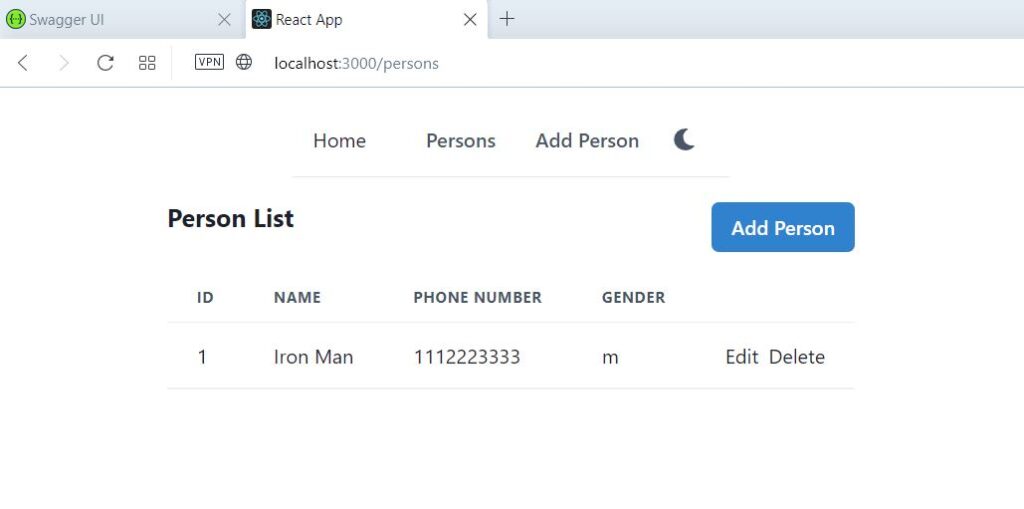 Swagger UI React App
VPN localhost:3000/persons
Home Persons Add Person
Person List Add Person
ID NAME PHONE NUMBER GENDER
1 Iron Man 1112223333 m Edit Delete